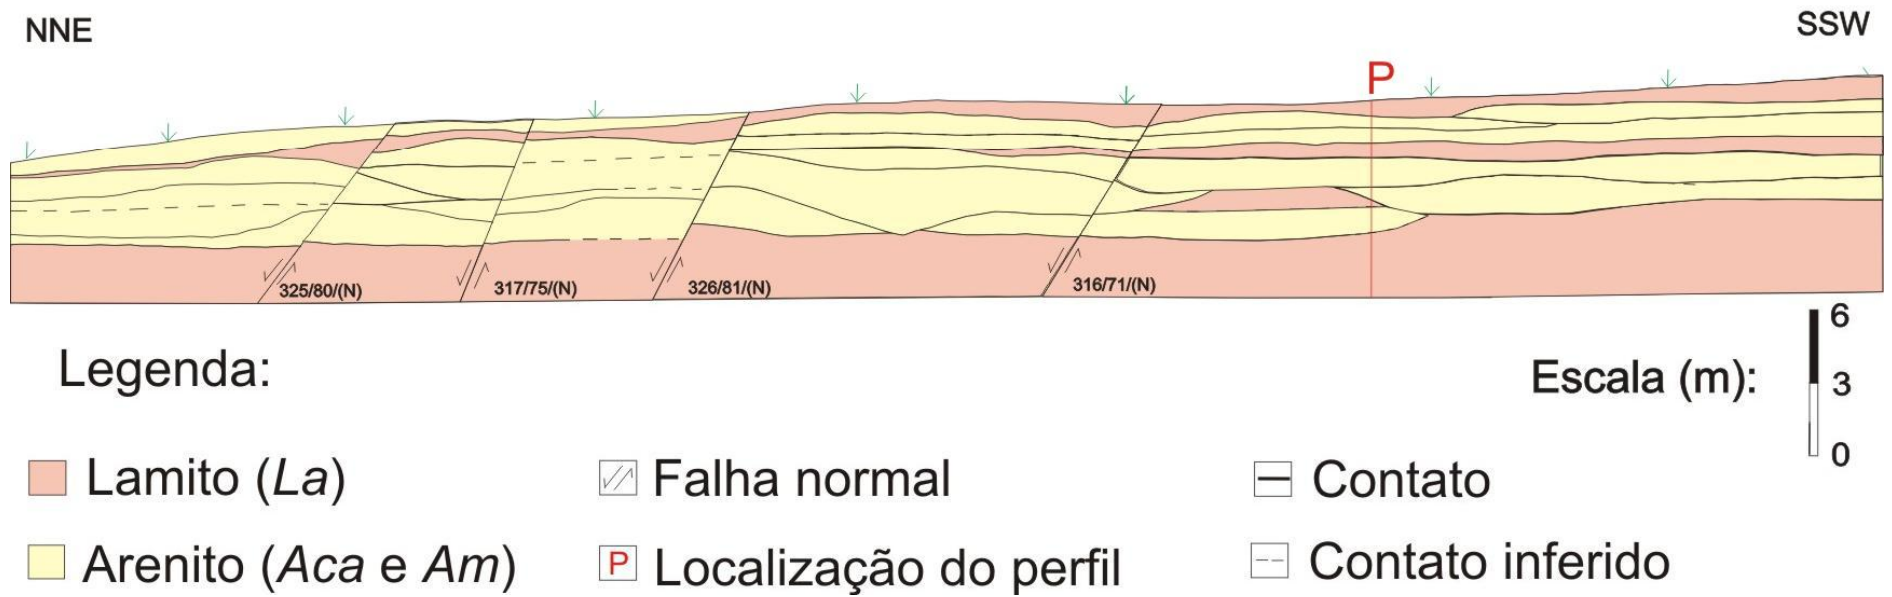 NNE
SSW
P
325/80/(N)
317/75/(N)
326/81/(N)
316/71/(N)
Legenda:
Escala (m):
6
3
0
Lamito (La)
Falha normal
Contato
Arenito (Aca e Am)
P
Localização do perfil
Contato inferido